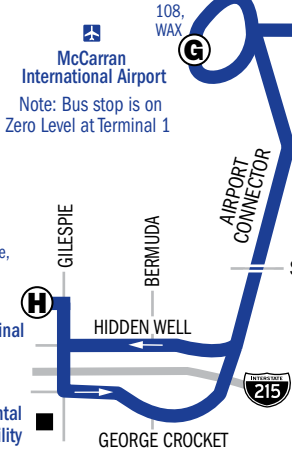 108,
WAX
G
McCarran
International Airport
Note: Bus stop is on
Zero Level at Terminal 1
AIRPORT
CONNECTOR
GILESPIE
BERMUDA
H
HIDDEN WELL
INTERSTATE
215
GEORGE CROCKET